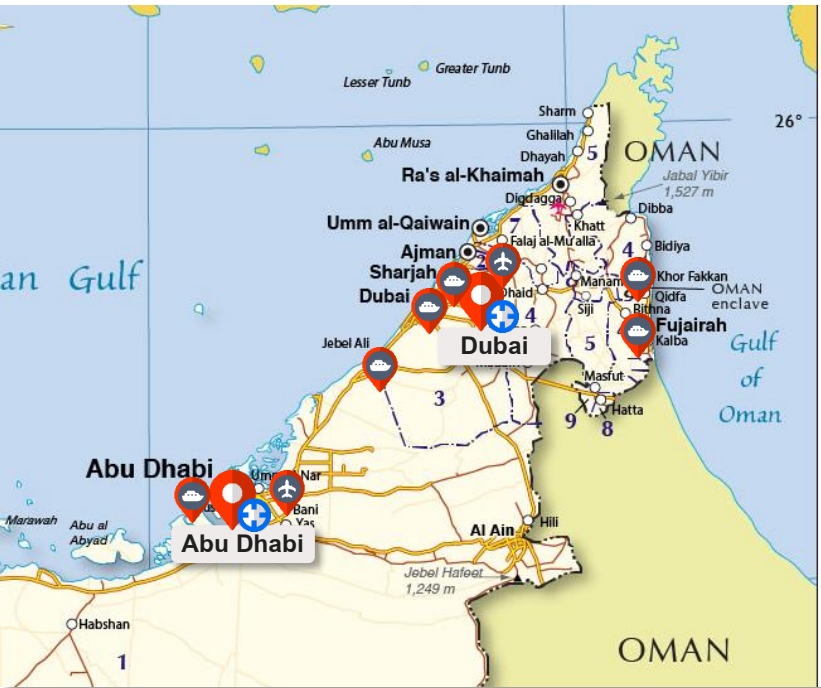 Lesser Tunb
Greater Tunb
Abu Musa
26°
Sharm
Ghalilah
Dhayah
5
OMAN
Ra's al-Khaimah
Jabal Yibir
1,527 m
Digdagga
Dibba
Khatt
Umm al-Qaiwain
7
Falaj al-Mu'alla
4
Bidiya
Ajman
2
Sharjah
Khor Fakkan
an Gulf
Manam
OMAN
enclave
Dubai
Dhaid
Qidfa
Siji
Rithna
4
Fujairah
Dubai
Kalba
Jebel Ali
5
Gulf
of
Oman
Masfut
3
Hatta
9
8
Abu Dhabi
Nar
Bani
Yas
Marawah
Abu al
Abyad
Abu Dhabi
Hili
Al Ain
Jebel Hafeet
1,249 m
Habshan
1
OMAN